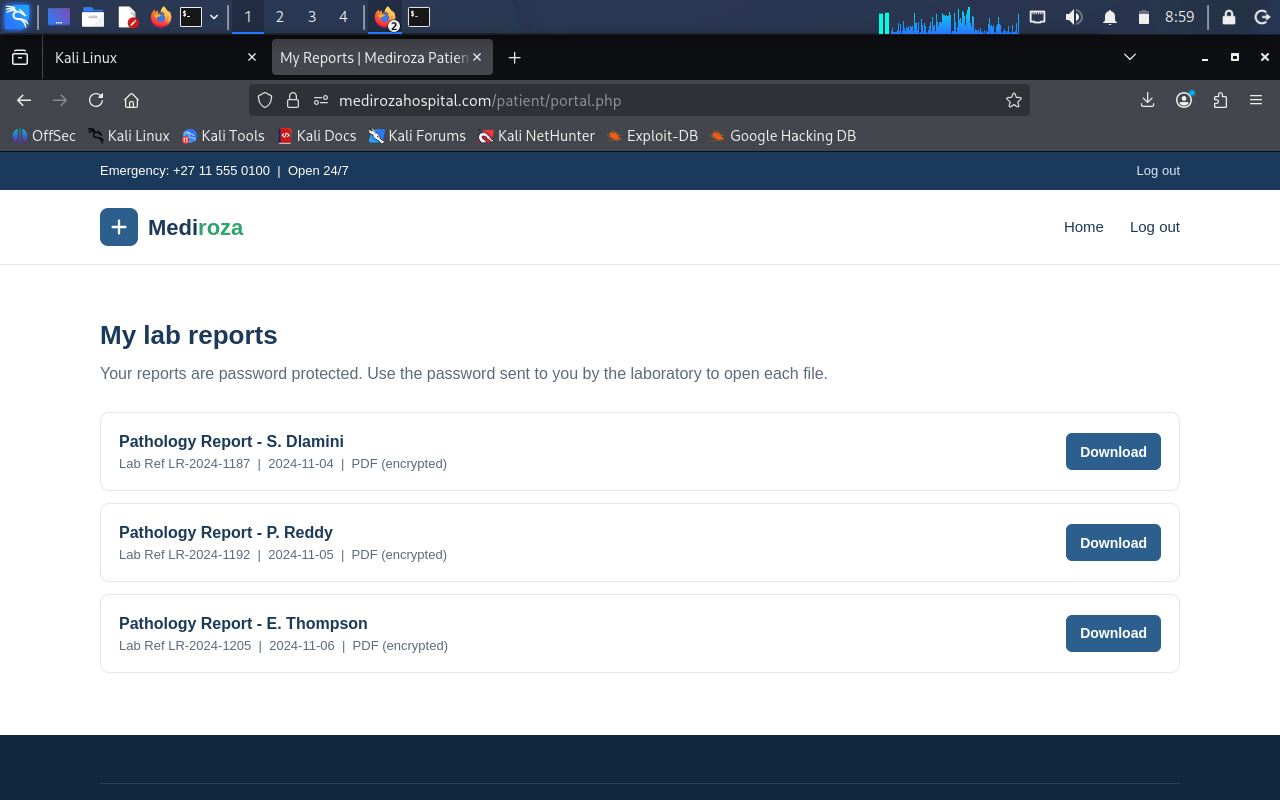 1 2 3 4 2 8:59
Kali Linux
My Reports | Mediroza Patien
medirozahospital.com/patient/portal.php
OffSec Kali Linux Kali Tools Kali Docs Kali Forums Kali NetHunter Exploit-DB Google Hacking DB
Emergency: +27 11 555 0100 | Open 24/7 Log out
Mediroza Home Log out
My lab reports
Your reports are password protected. Use the password sent to you by the laboratory to open each file.
Pathology Report - S. Dlamini
Lab Ref LR-2024-1187 | 2024-11-04 | PDF (encrypted)
Download
Pathology Report - P. Reddy
Lab Ref LR-2024-1192 | 2024-11-05 | PDF (encrypted)
Download
Pathology Report - E. Thompson
Lab Ref LR-2024-1205 | 2024-11-06 | PDF (encrypted)
Download